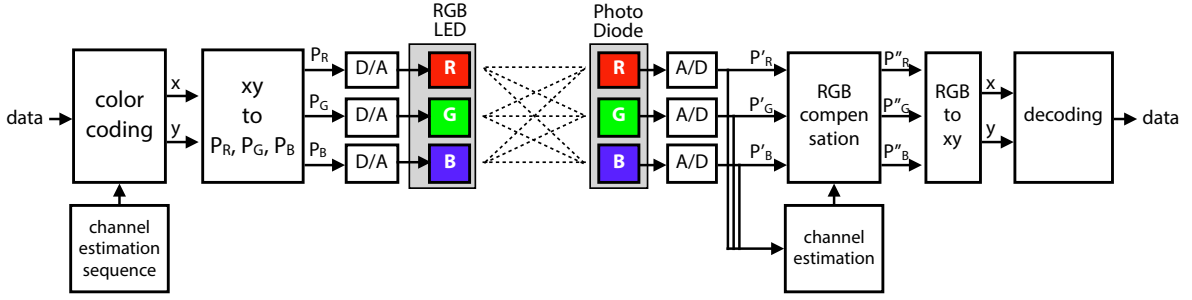 RGB
LED
Photo
Diode
data
color
coding
x
y
xy
to
P_R, P_G, P_B
P_R
P_G
P_B
D/A
D/A
D/A
R
G
B
R
G
B
A/D
A/D
A/D
P'_R
P'_G
P'_B
RGB
compen
sation
P"_R
P"_G
P"_B
RGB
to
xy
x
y
decoding
data
channel
estimation
sequence
channel
estimation